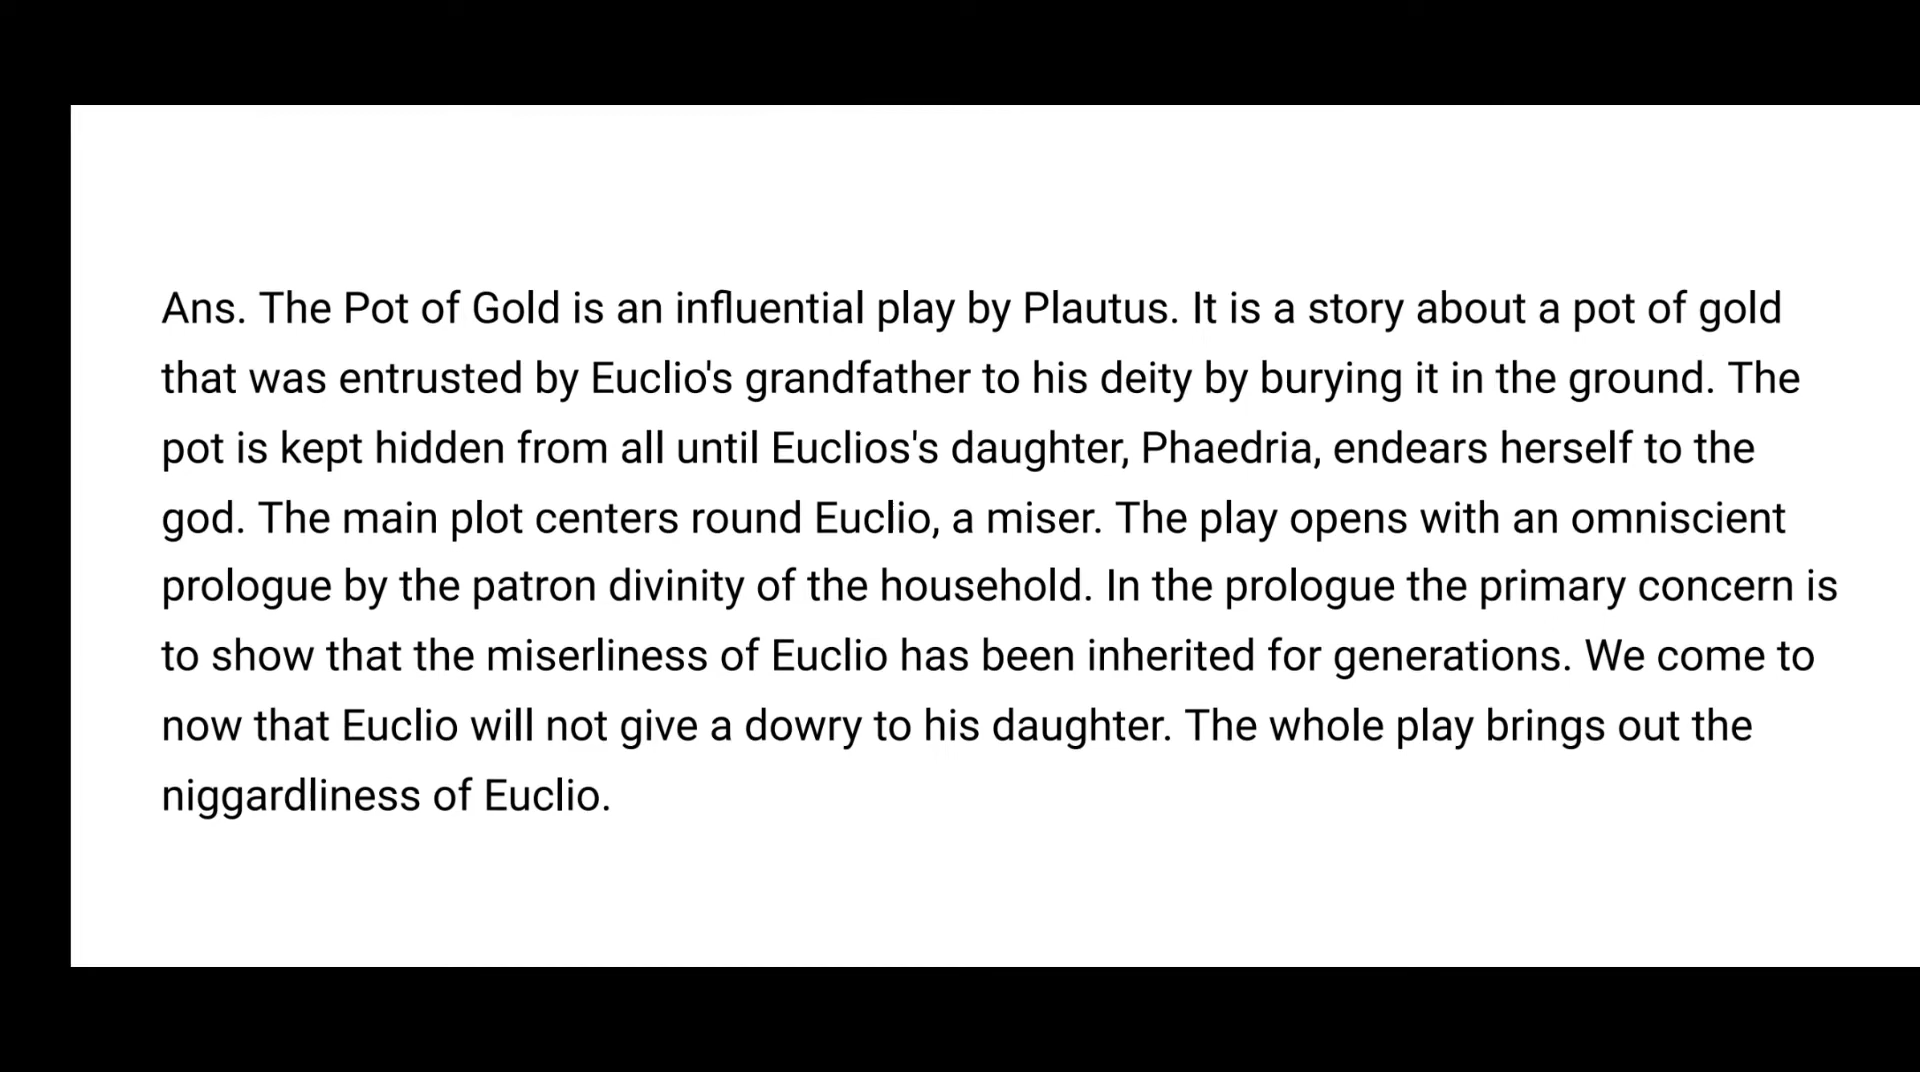 Ans. The Pot of Gold is an influential play by Plautus. It is a story about a pot of gold
that was entrusted by Euclio's grandfather to his deity by burying it in the ground. The
pot is kept hidden from all until Euclios's daughter, Phaedria, endears herself to the
god. The main plot centers round Euclio, a miser. The play opens with an omniscient
prologue by the patron divinity of the household. In the prologue the primary concern is
to show that the miserliness of Euclio has been inherited for generations. We come to
now that Euclio will not give a dowry to his daughter. The whole play brings out the
niggardliness of Euclio.